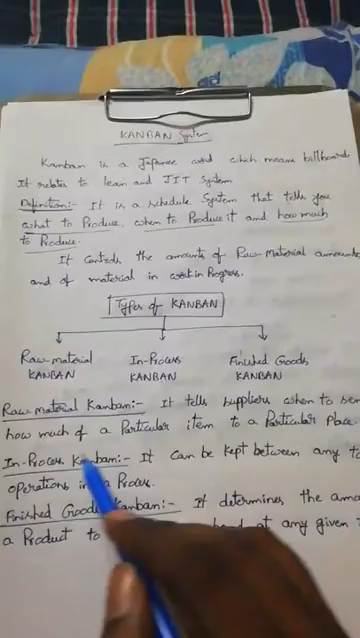 KANBAN System
Kanban is a Japanese word which means billboard
It relates to lean and JIT System
Definition:- It is a schedule System that tells you
what to Produce, when to Produce it and how much
to Produce.
It controls the amounts of Raw-Material amounts
and of material in work in Progress.
Types of KANBAN
Raw-material KANBAN
In-Process KANBAN
Finished Goods KANBAN
Raw material Kanban:- It tells suppliers when to
how much of a Particular item to a Particular Place.
In-Process Kanban:- It can be kept between any
operations in a Process.
Finished Goods Kanban:- It determines the
a Product to at any given